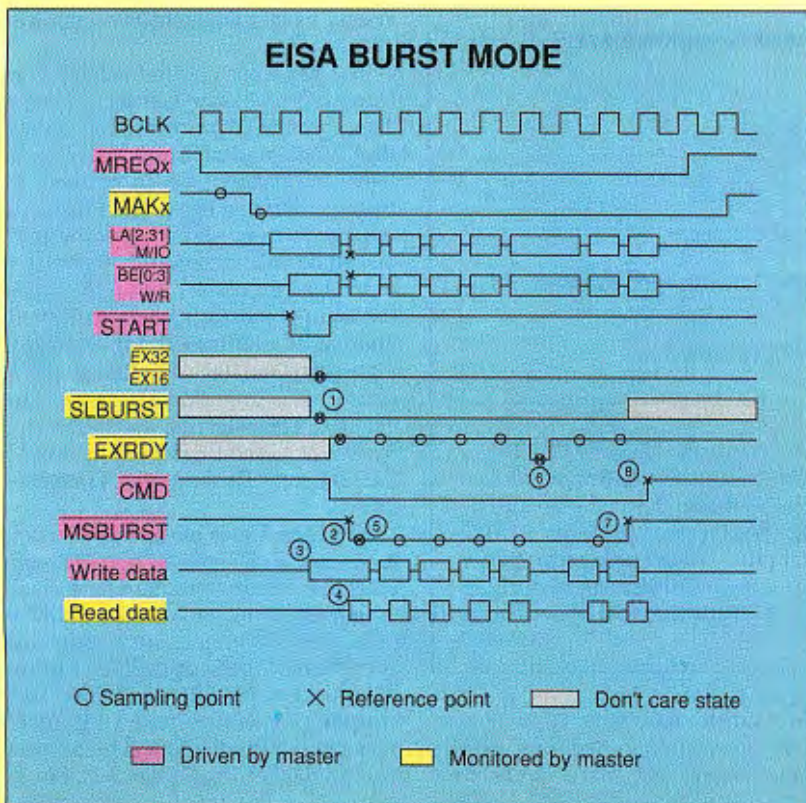 EISA BURST MODE
BCLK
MREQx
MAKx
LA[2:31]
M/IO
BE[0:3]
W/R
START
EX32
EX16
SLBURST
1
EXRDY
6
8
CMD
MSBURST
2
5
7
Write data
3
Read data
4
Sampling point
Reference point
Don't care state
Driven by master
Monitored by master